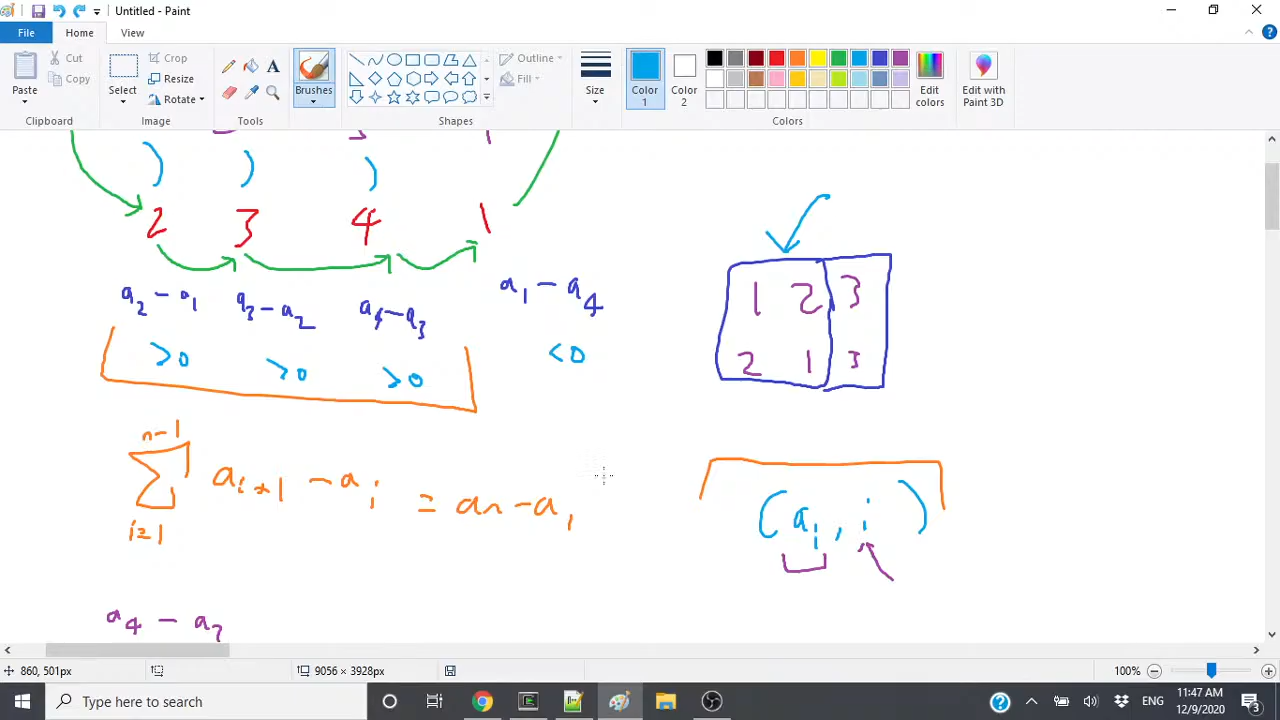 Untitled - Paint
File
Home
View
Paste
Cut
Copy
Clipboard
Select
Crop
Resize
Rotate
Image
Tools
Brushes
Shapes
Outline
Fill
Size
Color 1
Color 2
Edit colors
Edit with Paint 3D
Colors
2 3 4 1
a2 - a1
a3 - a2
a4 - a3
a1 - a4
>0
>0
>0
<0
1 2 3
2 1 3
n-1
∑ ai+1 - ai = an - a1
i=1
(ai, i)
a4 - a2
860, 501px
9056 × 3928px
100%
Type here to search
ENG
11:47 AM
12/9/2020
3